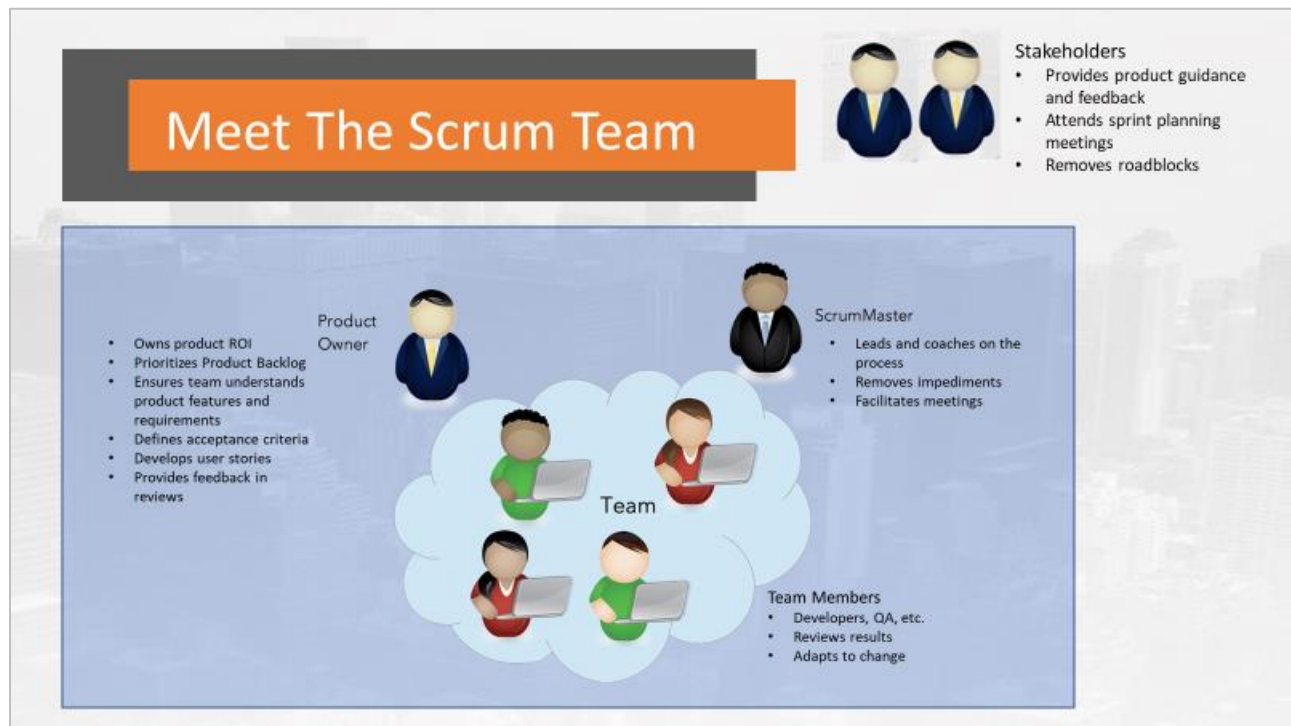 Meet The Scrum Team
Stakeholders
• Provides product guidance
and feedback
• Attends sprint planning
meetings
• Removes roadblocks
Product
Owner
• Owns product ROI
• Prioritizes Product Backlog
• Ensures team understands
product features and
requirements
• Defines acceptance criteria
• Develops user stories
• Provides feedback in
reviews
ScrumMaster
• Leads and coaches on the
process
• Removes impediments
• Facilitates meetings
Team
Team Members
• Developers, QA, etc.
• Reviews results
• Adapts to change